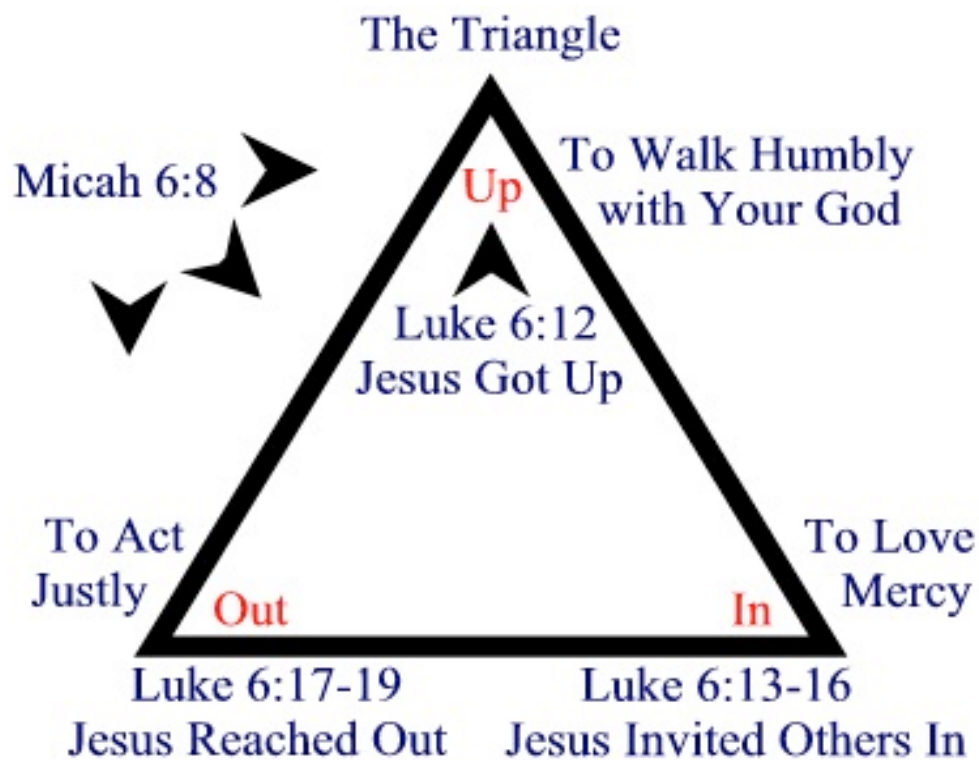 The Triangle
Micah 6:8
Up
To Walk Humbly
with Your God
Luke 6:12
Jesus Got Up
To Act
Justly
Out
In
To Love
Mercy
Luke 6:17-19
Jesus Reached Out
Luke 6:13-16
Jesus Invited Others In